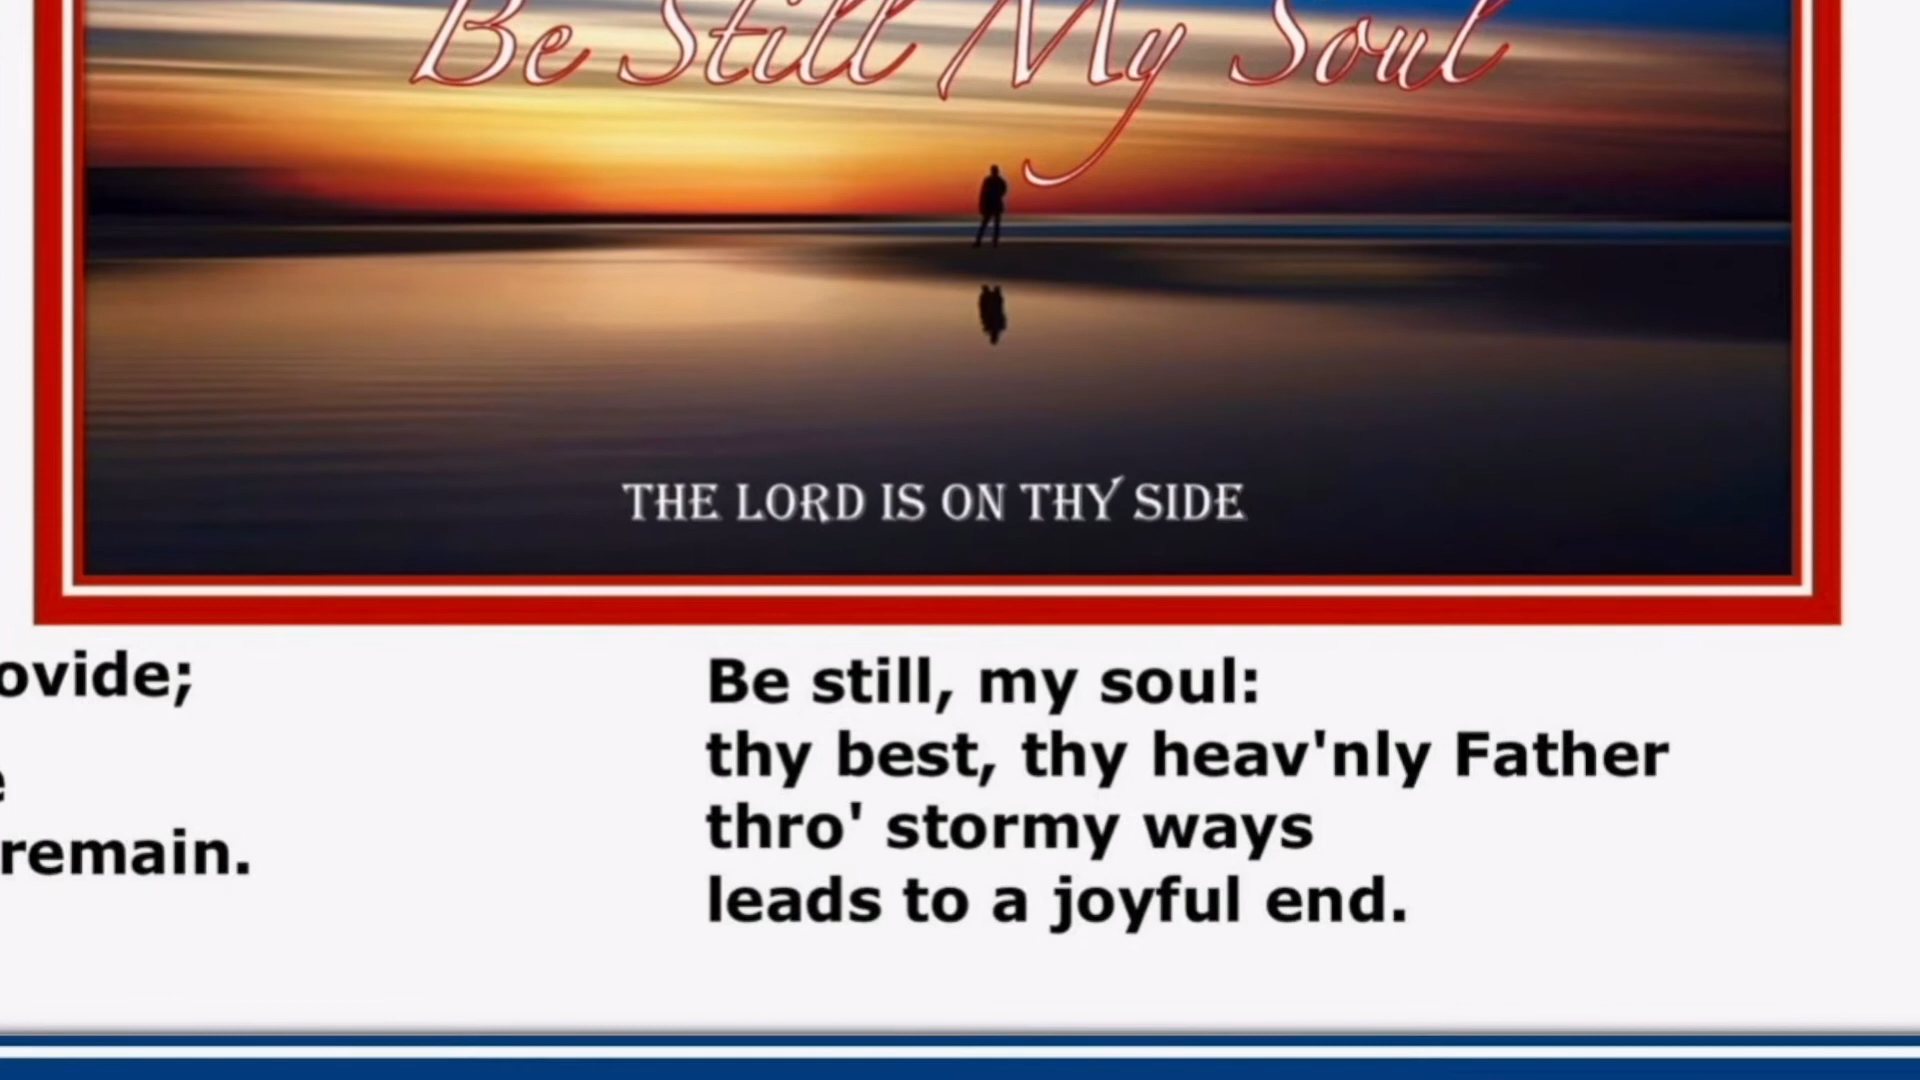 Be Still My Soul
THE LORD IS ON THY SIDE
remain.
Be still, my soul:
thy best, thy heav'nly Father
thro' stormy ways
leads to a joyful end.